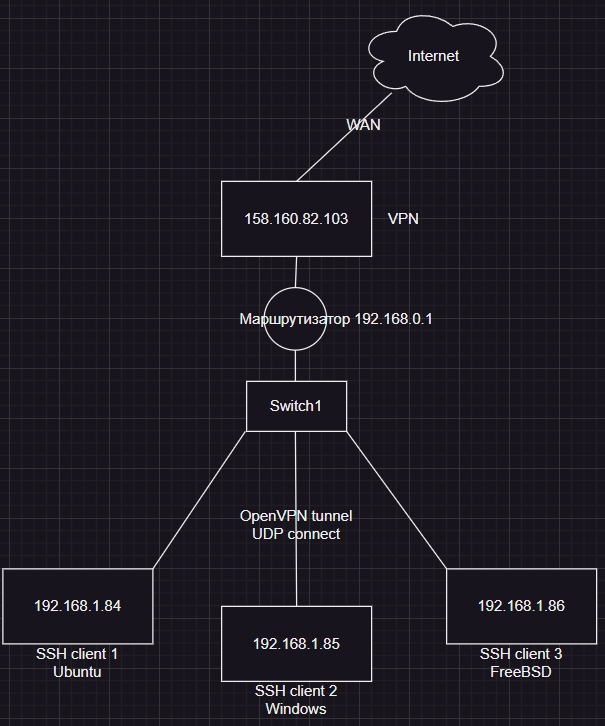 Internet
WAN
158.160.82.103
VPN
Маршрутизатор 192.168.0.1
Switch1
OpenVPN tunnel
UDP connect
192.168.1.84
SSH client 1
Ubuntu
192.168.1.85
SSH client 2
Windows
192.168.1.86
SSH client 3
FreeBSD